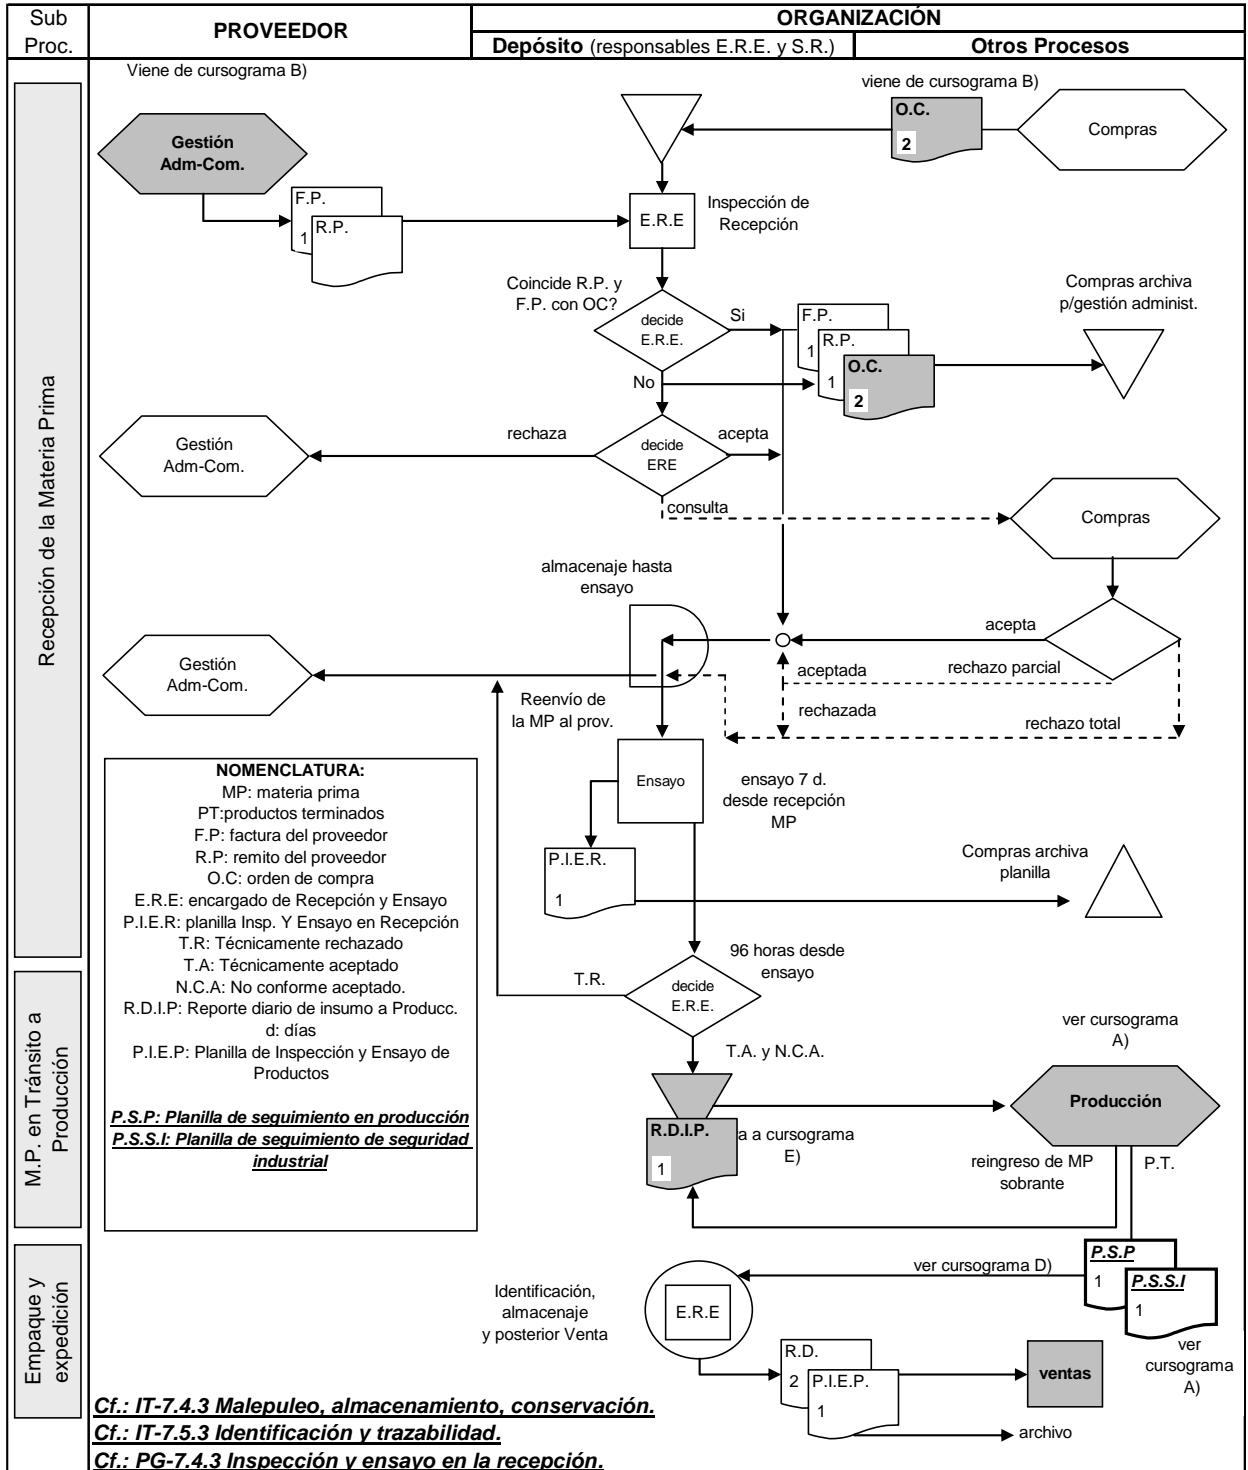 Sub
Proc.
PROVEEDOR
ORGANIZACIÓN
Depósito (responsables E.R.E. y S.R.)
Otros Procesos
Viene de cursograma B)
viene de cursograma B)
Recepción de la Materia Prima
Gestión
Adm-Com.
O.C.
2
Compras
F.P.
1
R.P.
E.R.E
Inspección de
Recepción
Coincide R.P. y
F.P. con OC?
decide
E.R.E.
Si
No
F.P.
1
R.P.
1
O.C.
2
Compras archiva
p/gestión administ.
Gestión
Adm-Com.
rechaza
decide
ERE
acepta
consulta
Compras
almacenaje hasta
ensayo
acepta
Gestión
Adm-Com.
aceptada
rechazo parcial
Reenvío de
la MP al prov.
rechazada
rechazo total
Ensayo
ensayo 7 d.
desde recepción
MP
P.I.E.R.
1
Compras archiva
planilla
NOMENCLATURA:
MP: materia prima
PT:productos terminados
F.P: factura del proveedor
R.P: remito del proveedor
O.C: orden de compra
E.R.E: encargado de Recepción y Ensayo
P.I.E.R: planilla Insp. Y Ensayo en Recepción
T.R: Técnicamente rechazado
T.A: Técnicamente aceptado
N.C.A: No conforme aceptado.
R.D.I.P: Reporte diario de insumo a Producc.
d: días
P.I.E.P: Planilla de Inspección y Ensayo de
Productos
P.S.P: Planilla de seguimiento en producción
P.S.S.I: Planilla de seguimiento de seguridad
industrial
T.R.
decide
E.R.E.
96 horas desde
ensayo
M.P. en Tránsito a
Producción
T.A. y N.C.A.
ver cursograma
A)
Producción
R.D.I.P.
1
a a cursograma
E)
reingreso de MP
sobrante
P.T.
Empaque y
expedición
ver cursograma D)
P.S.P
1
P.S.S.I
1
Identificación,
almacenaje
y posterior Venta
E.R.E
ver
cursograma
A)
R.D.
2
P.I.E.P.
1
ventas
archivo
Cf.: IT-7.4.3 Malepuleo, almacenamiento, conservación.
Cf.: IT-7.5.3 Identificación y trazabilidad.
Cf.: PG-7.4.3 Inspección y ensayo en la recepción.